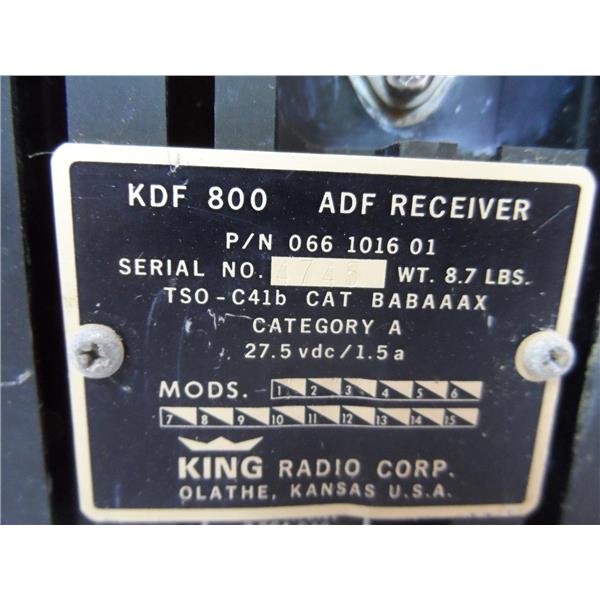 KDF 800 ADF RECEIVER
P/N 066 1016 01
SERIAL NO. 4745 WT. 8.7 LBS.
TSO-C41b CAT BABAAAX
CATEGORY A
27.5 vdc/1.5 a
MODS. 1 2 3 4 5 6
7 8 9 10 11 12 13 14 15
KING RADIO CORP.
OLATHE, KANSAS U.S.A.